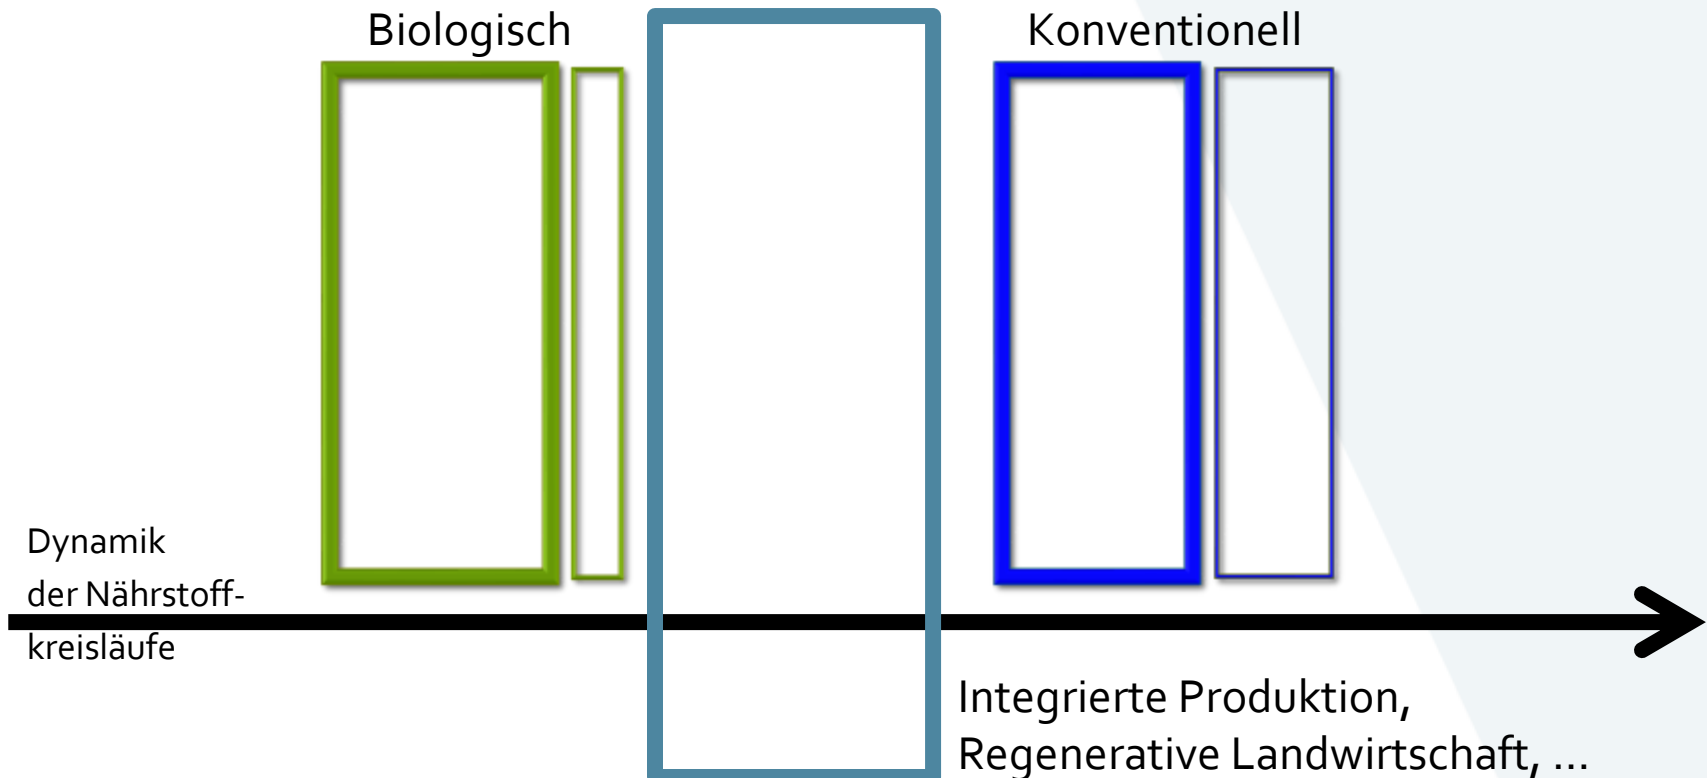 Biologisch
Konventionell
Dynamik
der Nährstoff-
kreisläufe
Integrierte Produktion,
Regenerative Landwirtschaft, ...